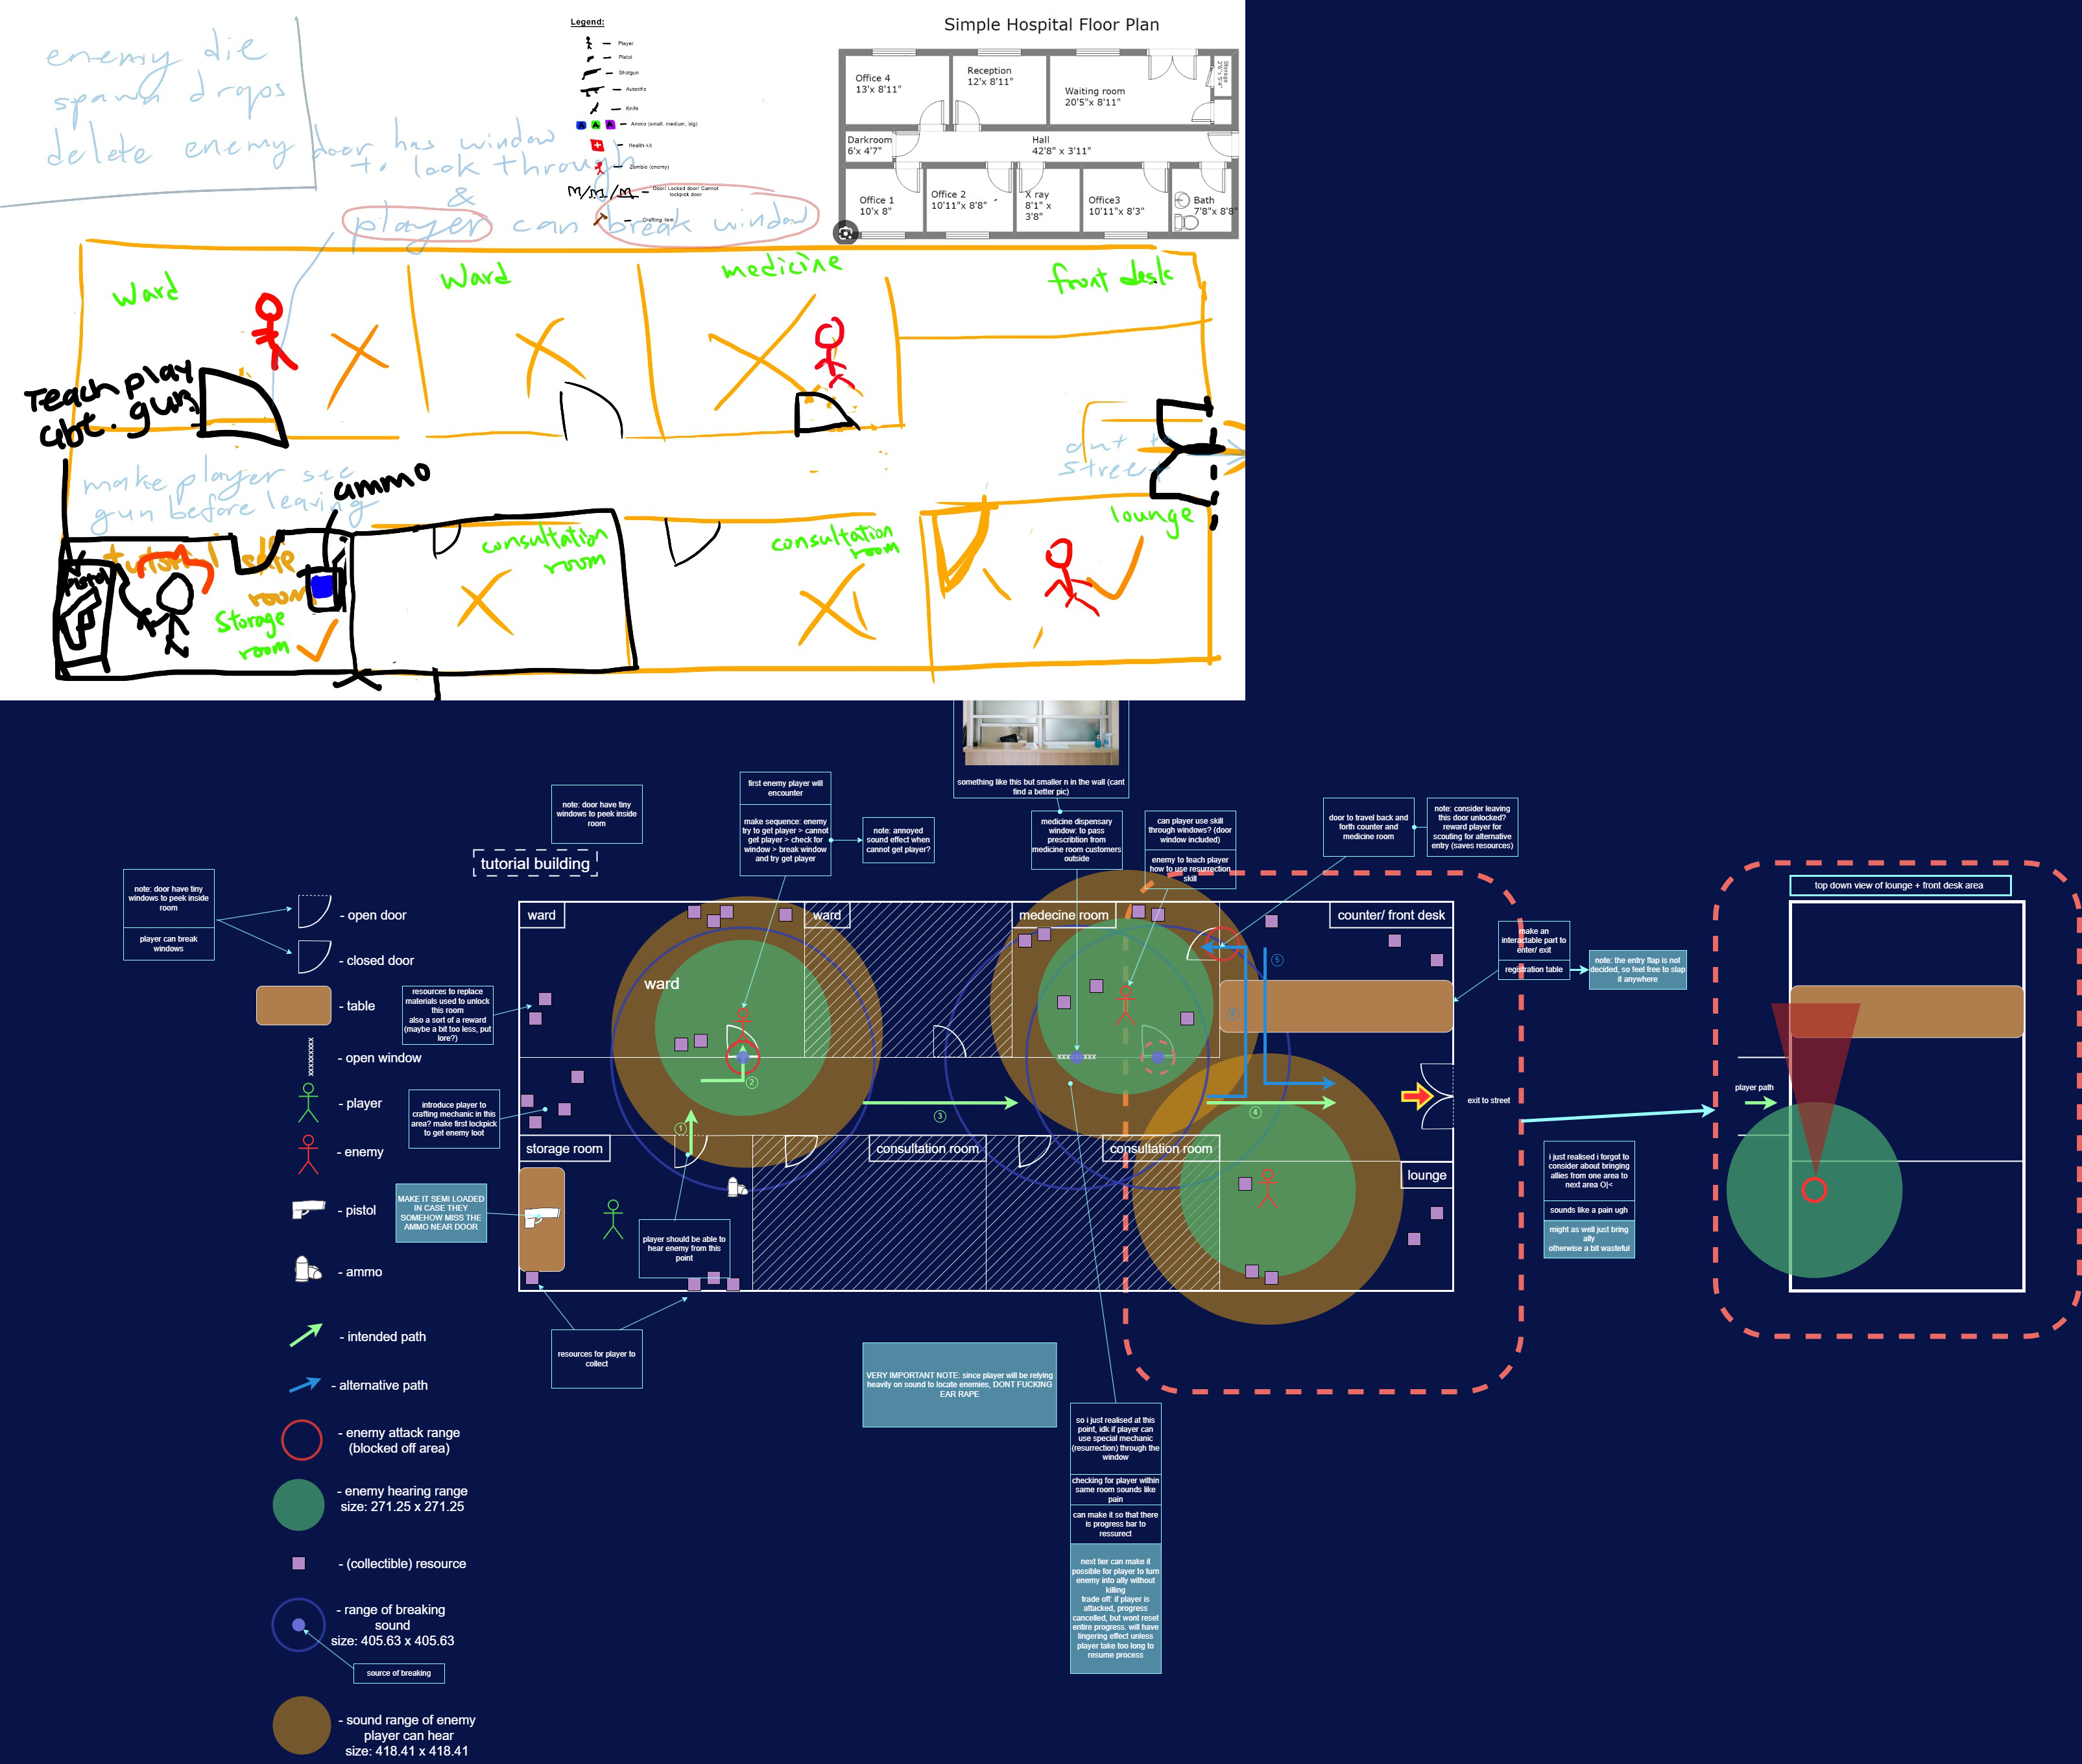 enemy die
spawn drops
delete enemy
door has window
to look through
&
player can break window
Legend:
Player
Pistol
Shotgun
Autorifle
Knife
Ammo (small, medium, big)
Health kit
Zombie (enemy)
Door/ Locked door/ Cannot
lockpick door
Crafting item
Simple Hospital Floor Plan
Office 4
13'x 8'11"
Reception
12'x 8'11"
Waiting room
20'5"x 8'11"
Storage
2'6"x 5'4"
Darkroom
6'x 4'7"
Hall
42'8" x 3'11"
Office 1
10'x 8"
Office 2
10'11"x 8'8"
X ray
8'1" x
3'8"
Office3
10'11"x 8'3"
Bath
7'8"x 8'8"
ward
ward
medicine
front desk
Teach play
abt. gun.
make player see
gun before leaving
ammo
out to
street
tutorial safe
room
storage
room
pistol
consultation
room
consultation
room
lounge
something like this but smaller n in the wall (cant
find a better pic)
note: door have tiny
windows to peek inside
room
tutorial building
first enemy player will
encounter
make sequence: enemy
try to get player > cannot
get player > check for
window > break window
and try get player
note: annoyed
sound effect when
cannot get player?
medicine dispensary
window: to pass
prescribtion from
medicine room customers
outside
can player use skill
through windows? (door
window included)
enemy to teach player
how to use resurrection
skill
door to travel back and
forth counter and
medicine room
note: consider leaving
this door unlocked?
reward player for
scouting for alternative
entry (saves resources)
top down view of lounge + front desk area
note: door have tiny
windows to peek inside
room
player can break
windows
- open door
- closed door
- table
xxxxxxxxx
- open window
- player
- enemy
- pistol
- ammo
- intended path
- alternative path
- enemy attack range
(blocked off area)
- enemy hearing range
size: 271.25 x 271.25
- (collectible) resource
- range of breaking
sound
size: 405.63 x 405.63
source of breaking
- sound range of enemy
player can hear
size: 418.41 x 418.41
resources to replace
materials used to unlock
this room
also a sort of a reward
(maybe a bit too less, put
lore?)
introduce player to
crafting mechanic in this
area? make first lockpick
to get enemy loot
MAKE IT SEMI LOADED
IN CASE THEY
SOMEHOW MISS THE
AMMO NEAR DOOR
ward
ward
ward
medecine room
counter/ front desk
xxx
xxx
1
2
3
4
5
6
storage room
consultation room
consultation room
lounge
player should be able to
hear enemy from this
point
resources for player to
collect
make an
interactable part to
enter/ exit
registration table
note: the entry flap is not
decided, so feel free to slap
it anywhere
exit to street
player path
i just realised i forgot to
consider about bringing
allies from one area to
next area O|<
sounds like a pain ugh
might as well just bring
ally
otherwise a bit wasteful
VERY IMPORTANT NOTE: since player will be relying
heavily on sound to locate enemies, DONT FUCKING
EAR RAPE
so i just realised at this
point, idk if player can
use special mechanic
(resurrection) through the
window
checking for player within
same room sounds like
pain
can make it so that there
is progress bar to
ressurect
next tier can make it
possible for player to turn
enemy into ally without
killing
trade off: if player is
attacked, progress
cancelled, but wont reset
entire progress. will have
lingering effect unless
player take too long to
resume process